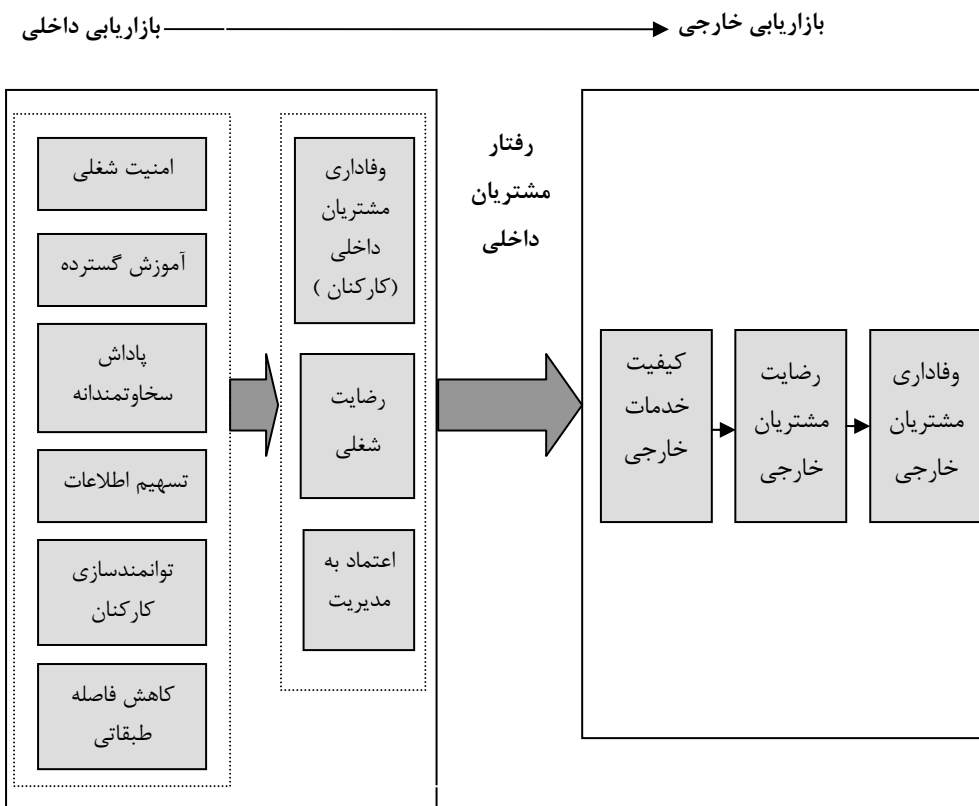 بازاریابی داخلی
بازاریابی خارجی
امنیت شغلی
آموزش گسترده
پاداش
سخاوتمندانه
تسهیم اطلاعات
توانمندسازی
کارکنان
کاهش فاصله
طبقاتی
وفاداری
مشتریان
داخلی
(کارکنان )
رضایت
شغلی
اعتماد به
مدیریت
رفتار
مشتریان
داخلی
کیفیت
خدمات
خارجی
رضایت
مشتریان
خارجی
وفاداری
مشتریان
خارجی